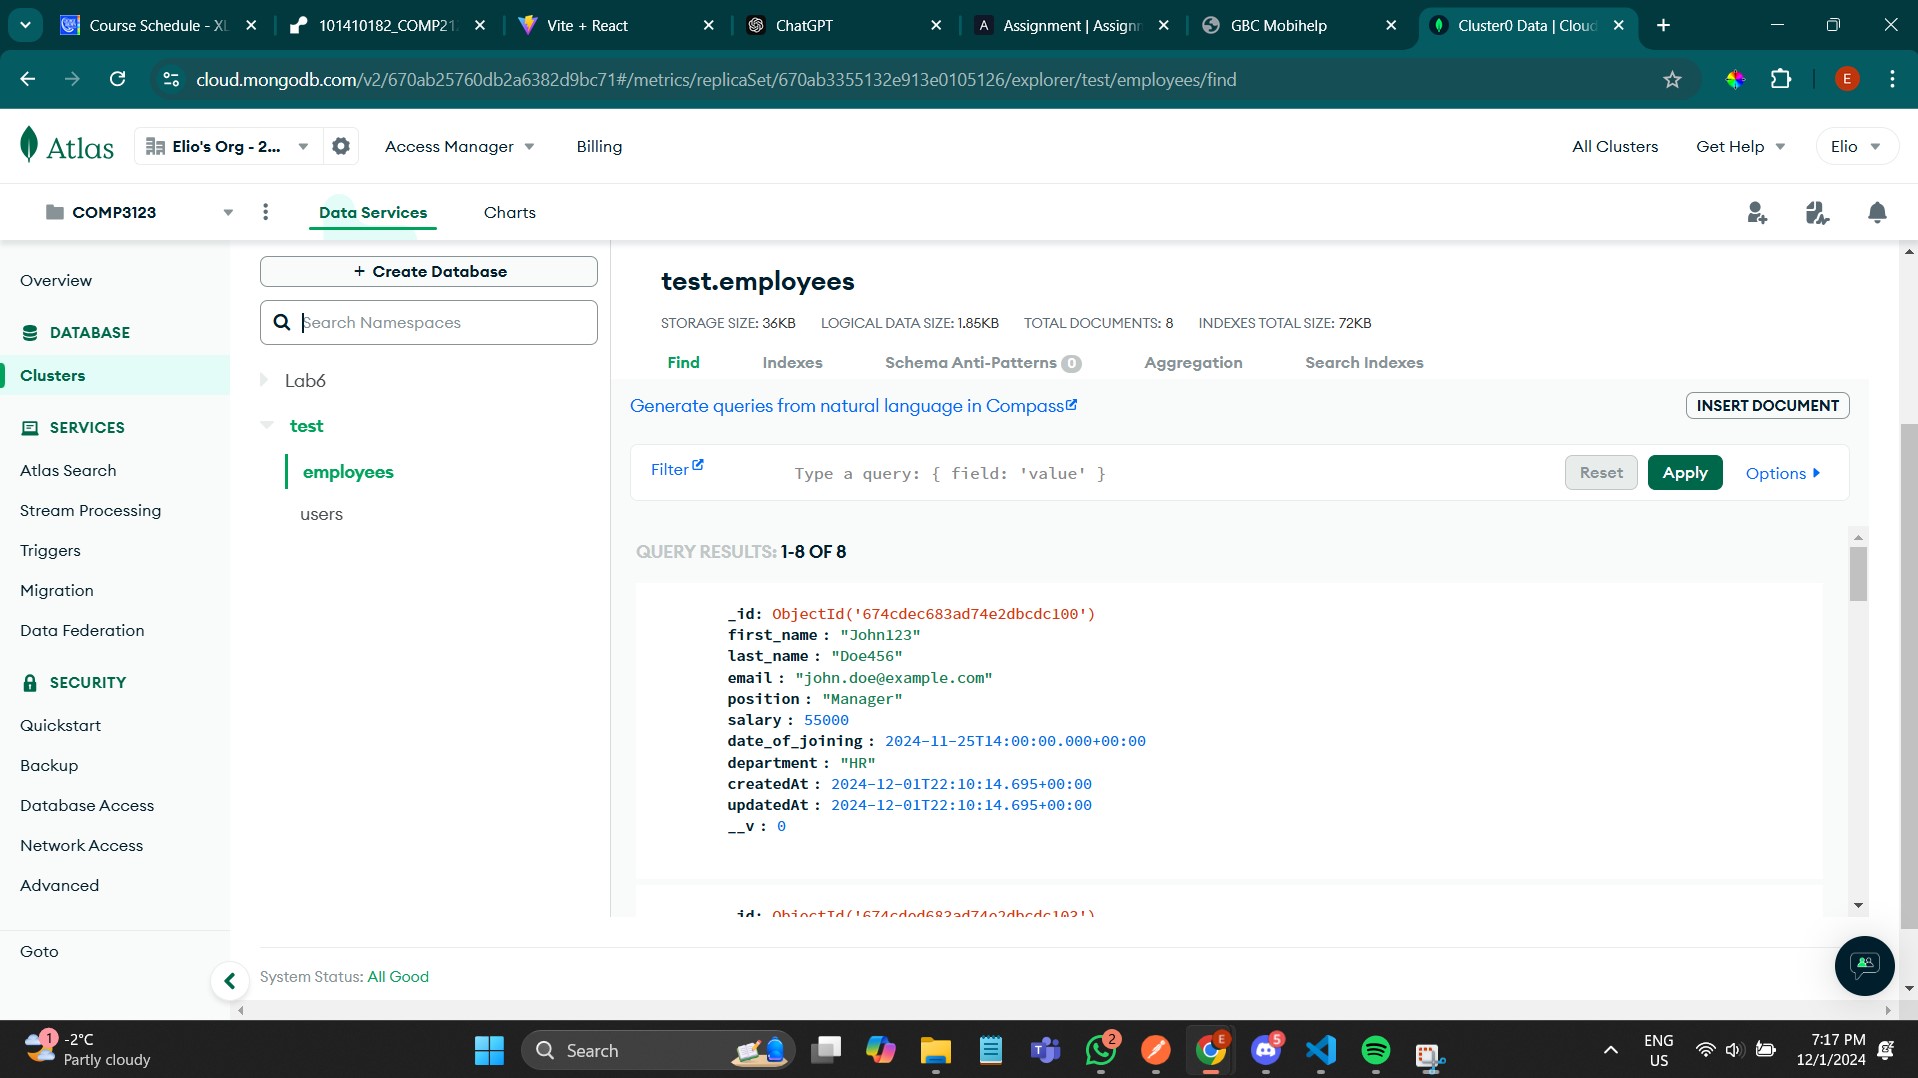 Course Schedule - XL
101410182_COMP21
Vite + React
ChatGPT
Assignment | Assignm
GBC Mobihelp
Cluster0 Data | Cloud
cloud.mongodb.com/v2/670ab25760db2a6382d9bc71#/metrics/replicaSet/670ab3355132e913e0105126/explorer/test/employees/find
E
Atlas
Elio's Org - 2...
Access Manager
Billing
All Clusters
Get Help
Elio
COMP3123
Data Services
Charts
Overview
DATABASE
Clusters
SERVICES
Atlas Search
Stream Processing
Triggers
Migration
Data Federation
SECURITY
Quickstart
Backup
Database Access
Network Access
Advanced
Goto
+ Create Database
Search Namespaces
Lab6
test
employees
users
test.employees
STORAGE SIZE: 36KB LOGICAL DATA SIZE: 1.85KB TOTAL DOCUMENTS: 8 INDEXES TOTAL SIZE: 72KB
Find Indexes Schema Anti-Patterns 0 Aggregation Search Indexes
Generate queries from natural language in Compass
INSERT DOCUMENT
Filter
Type a query: { field: 'value' }
Reset
Apply
Options
QUERY RESULTS: 1-8 OF 8
_id: ObjectId('674cdec683ad74e2dbcdc100')
first_name : "John123"
last_name : "Doe456"
email : "john.doe@example.com"
position : "Manager"
salary : 55000
date_of_joining : 2024-11-25T14:00:00.000+00:00
department : "HR"
createdAt : 2024-12-01T22:10:14.695+00:00
updatedAt : 2024-12-01T22:10:14.695+00:00
__v : 0
_id: ObjectId('674cded683ad74e2dbcdc103')
System Status: All Good
1
-2°C
Partly cloudy
Search
2
E
5
ENG
US
7:17 PM
12/1/2024